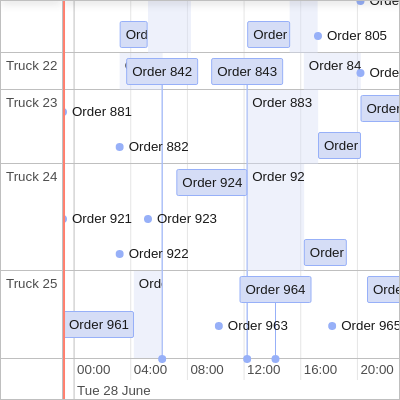 Ord
Order
Order 805
Truck 22
Order 842
Order 843
Order 84
Orde
Truck 23
Order 883
Order
Order 881
Order 882
Order
Truck 24
Order 924
Order 92
Order 921
Order 923
Order 922
Order
Truck 25
Ord
Order 964
Orde
Order 961
Order 963
Order 965
00:00
04:00
08:00
12:00
16:00
20:00
Tue 28 June